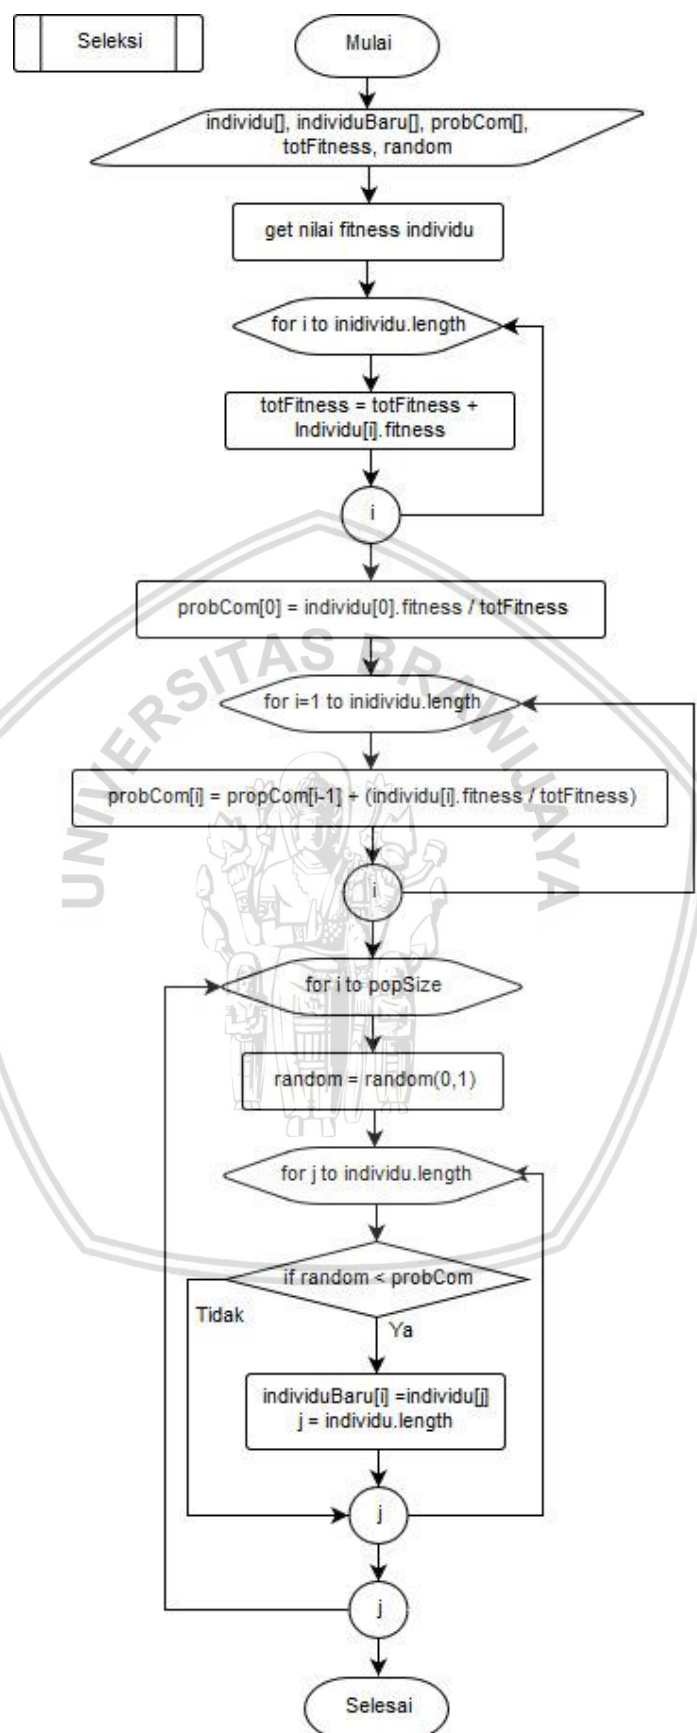 Seleksi
Mulai
individu[], individuBaru[], probCom[],
totFitness, random
get nilai fitness individu
for i to inidividu.length
totFitness = totFitness +
Individu[i].fitness
i
probCom[0] = individu[0].fitness / totFitness
for i=1 to inidividu.length
probCom[i] = propCom[i-1] + (individu[i].fitness / totFitness)
i
for i to popSize
random = random(0,1)
for j to individu.length
if random < probCom
Tidak
Ya
individuBaru[i] =individu[j]
j = individu.length
j
j
Selesai
UNIVERSITAS BRAWIJAYA